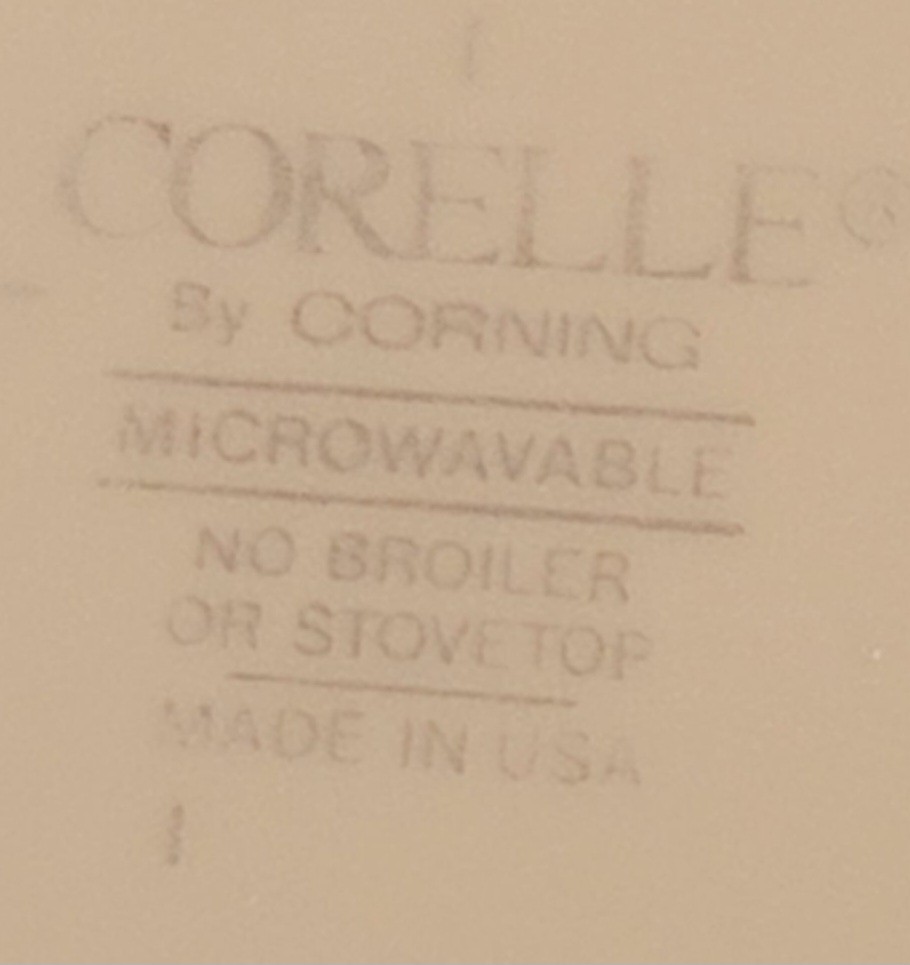 CORELLE®
By CORNING
MICROWAVABLE
NO BROILER
OR STOVETOP
MADE IN USA